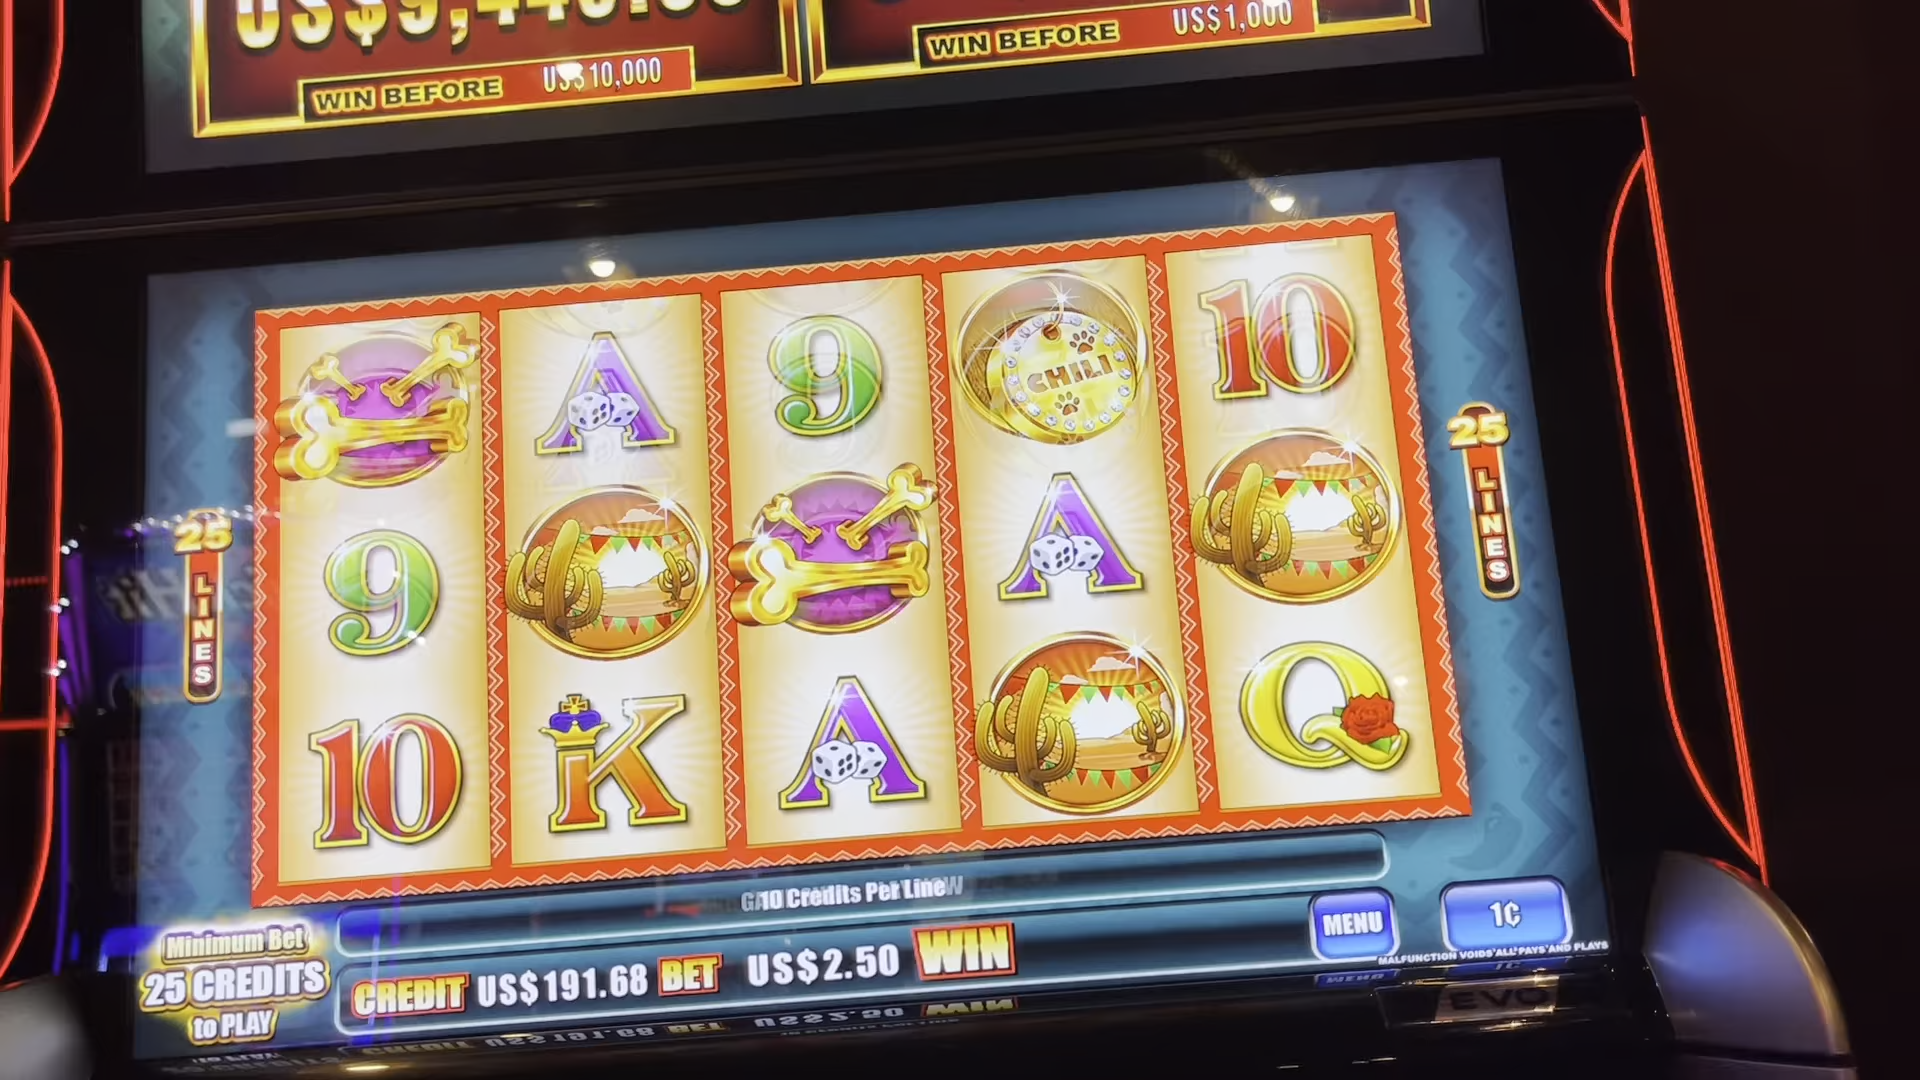 WIN BEFORE US$10,000
WIN BEFORE US$1,000
A 9 CHILI 10
9 A
10 K A Q
25 LINES
25 LINES
10 Credits Per Line
Minimum Bet
25 CREDITS
to PLAY
CREDIT US$191.68 BET US$2.50 WIN
MENU
1¢
MALFUNCTION VOIDS ALL PAYS AND PLAYS
EVO